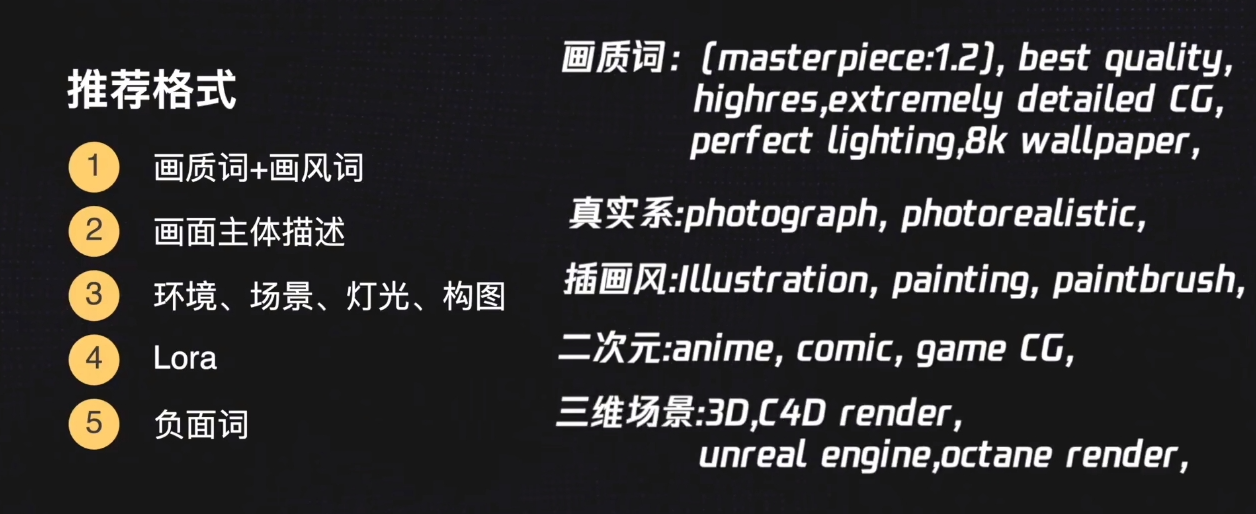 推荐格式
1 画质词+画风词
2 画面主体描述
3 环境、场景、灯光、构图
4 Lora
5 负面词
画质词：(masterpiece:1.2), best quality,
highres,extremely detailed CG,
perfect lighting,8k wallpaper,
真实系:photograph, photorealistic,
插画风:Illustration, painting, paintbrush,
二次元:anime, comic, game CG,
三维场景:3D,C4D render,
unreal engine,octane render,